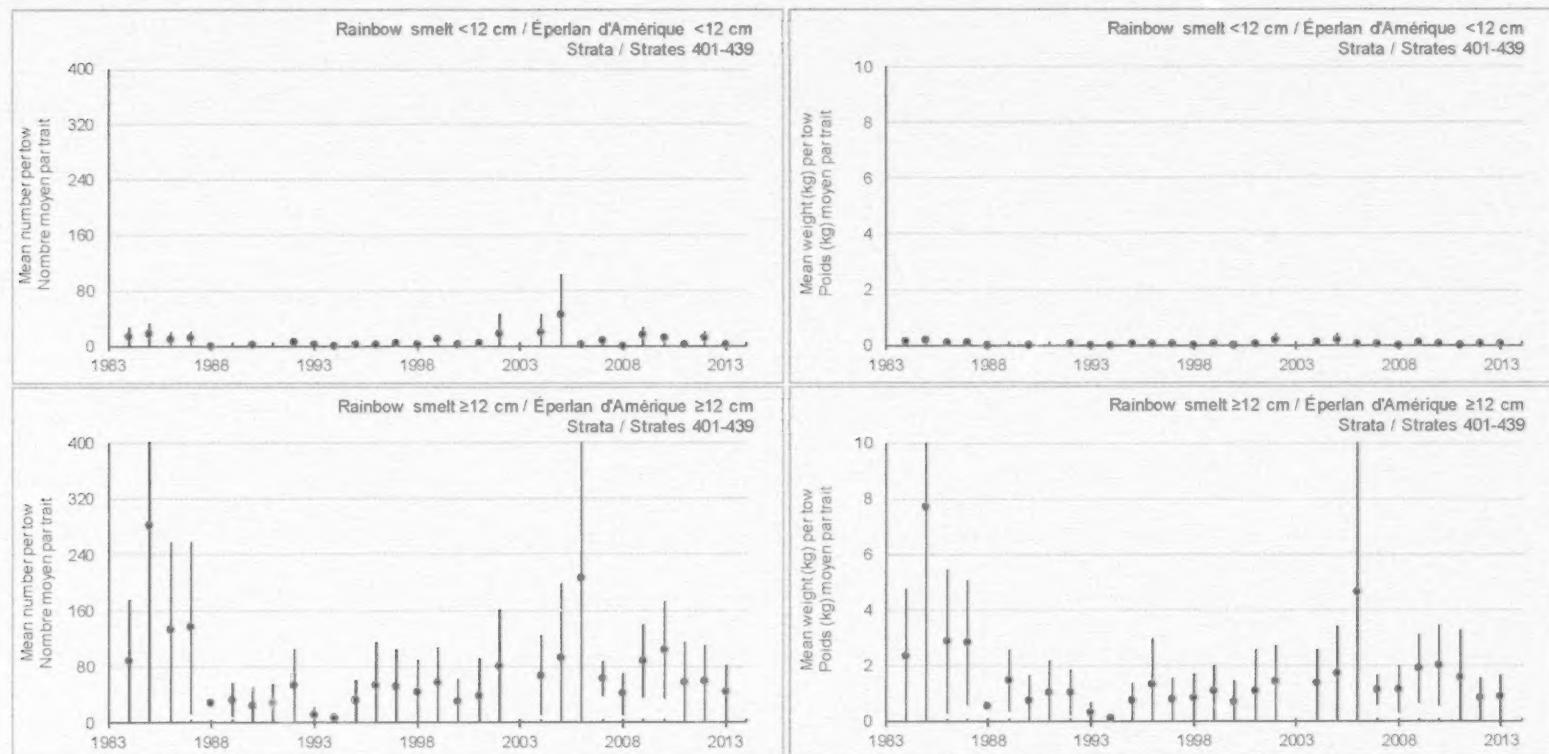 Rainbow smelt <12 cm / Éperlan d'Amérique <12 cm
Strata / Strates 401-439
Mean number per tow
Nombre moyen par trait
400
320
240
160
80
0
1983 1988 1993 1998 2003 2008 2013
Rainbow smelt <12 cm / Éperlan d'Amérique <12 cm
Strata / Strates 401-439
Mean weight (kg) per tow
Poids (kg) moyen par trait
10
8
6
4
2
0
1983 1988 1993 1998 2003 2008 2013
Rainbow smelt ≥12 cm / Éperlan d'Amérique ≥12 cm
Strata / Strates 401-439
Mean number per tow
Nombre moyen par trait
400
320
240
160
80
0
1983 1988 1993 1998 2003 2008 2013
Rainbow smelt ≥12 cm / Éperlan d'Amérique ≥12 cm
Strata / Strates 401-439
Mean weight (kg) per tow
Poids (kg) moyen par trait
10
8
6
4
2
0
1983 1988 1993 1998 2003 2008 2013